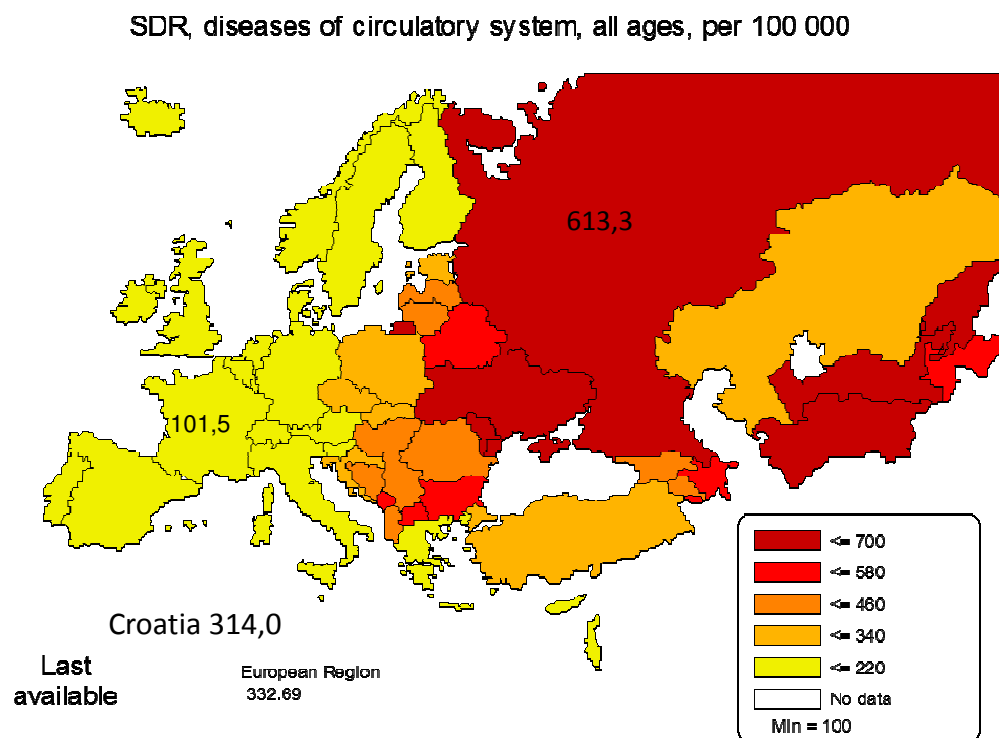 SDR, diseases of circulatory system, all ages, per 100 000
613,3
101,5
<= 700
<= 580
<= 460
<= 340
<= 220
No data
Min = 100
Croatia 314,0
Last
available
European Region
332.69